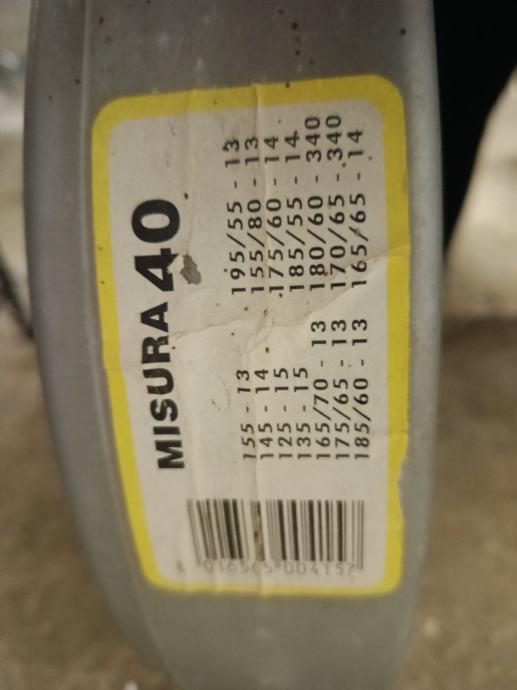 MISURA 40
155 - 13
145 - 14
125 - 15
135 - 15
165/70 - 13
175/65 - 13
185/60 - 13
195/55 - 13
155/80 - 13
175/60 - 14
185/55 - 14
180/60 - 340
170/65 - 340
165/65 - 14